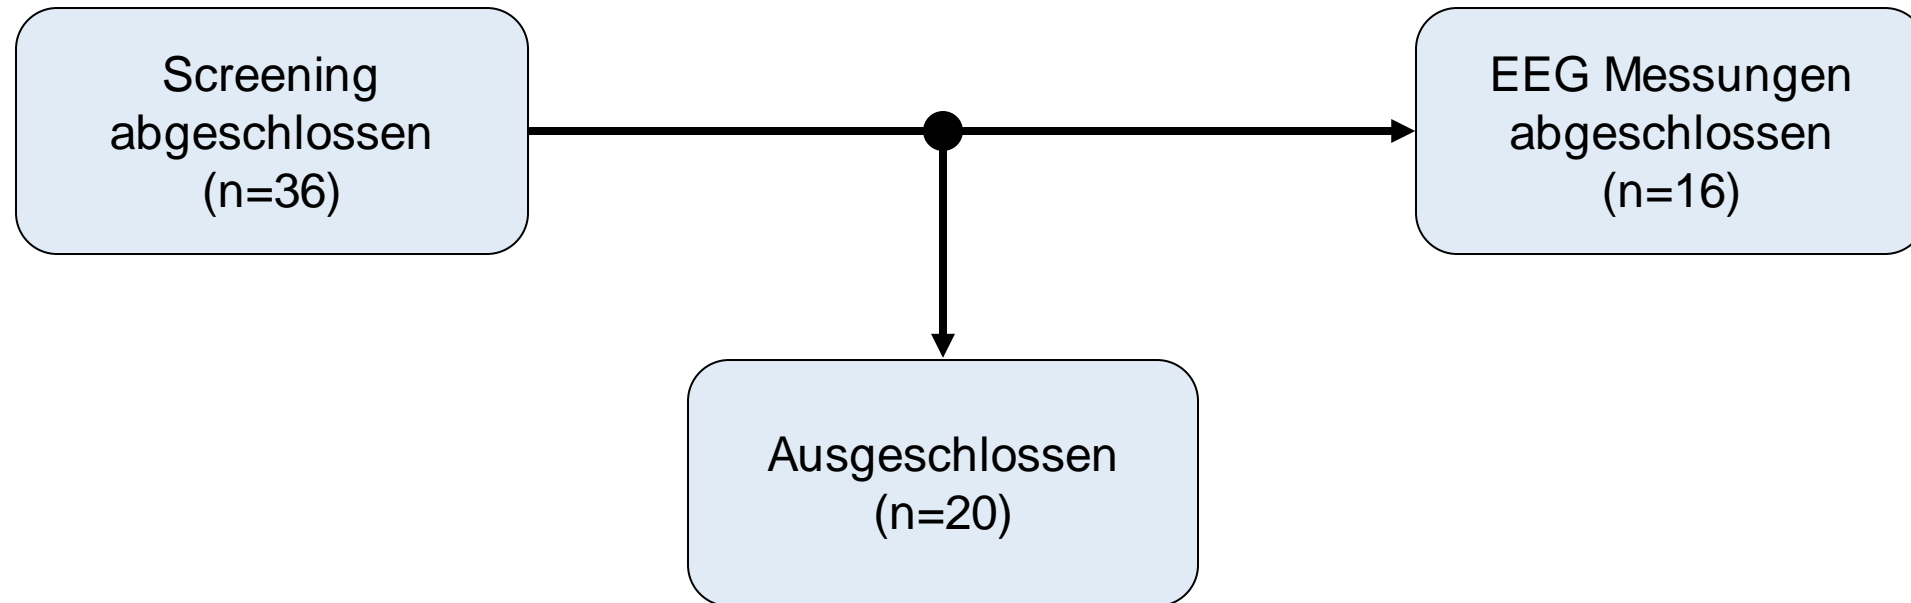 Screening
abgeschlossen
(n=36)
EEG Messungen
abgeschlossen
(n=16)
Ausgeschlossen
(n=20)